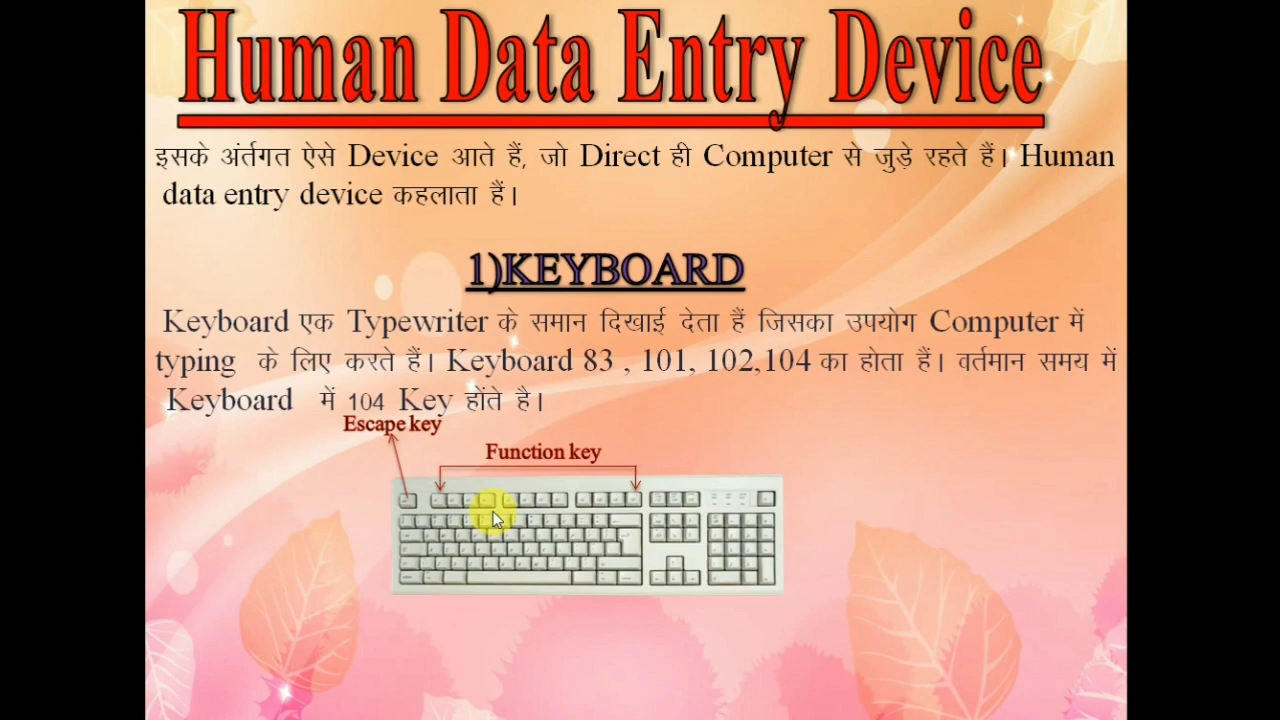 Human Data Entry Device
इसके अंर्तगत ऐसे Device आते हैं, जो Direct ही Computer से जुड़े रहते हैं। Human
data entry device कहलाता हैं।
1)KEYBOARD
Keyboard एक Typewriter के समान दिखाई देता हैं जिसका उपयोग Computer में
typing के लिए करते हैं। Keyboard 83 , 101, 102,104 का होता हैं। वर्तमान समय में
Keyboard में 104 Key होंते है।
Escape key
Function key